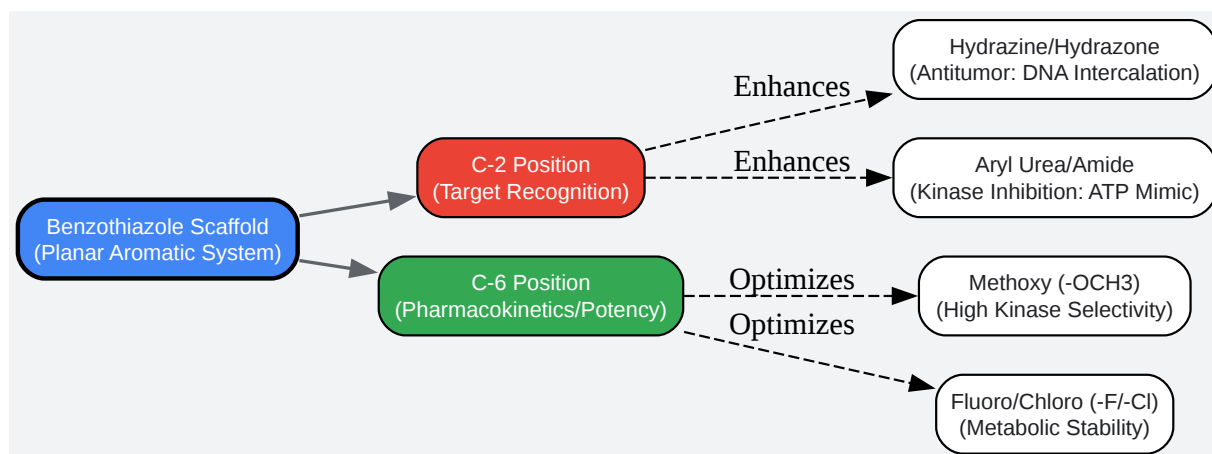 Benzothiazole Scaffold
(Planar Aromatic System)
C-2 Position
(Target Recognition)
C-6 Position
(Pharmacokinetics/Potency)
Enhances
Enhances
Optimizes
Optimizes
Hydrazine/Hydrazone
(Antitumor: DNA Intercalation)
Aryl Urea/Amide
(Kinase Inhibition: ATP Mimic)
Methoxy (-OCH3)
(High Kinase Selectivity)
Fluoro/Chloro (-F/-Cl)
(Metabolic Stability)